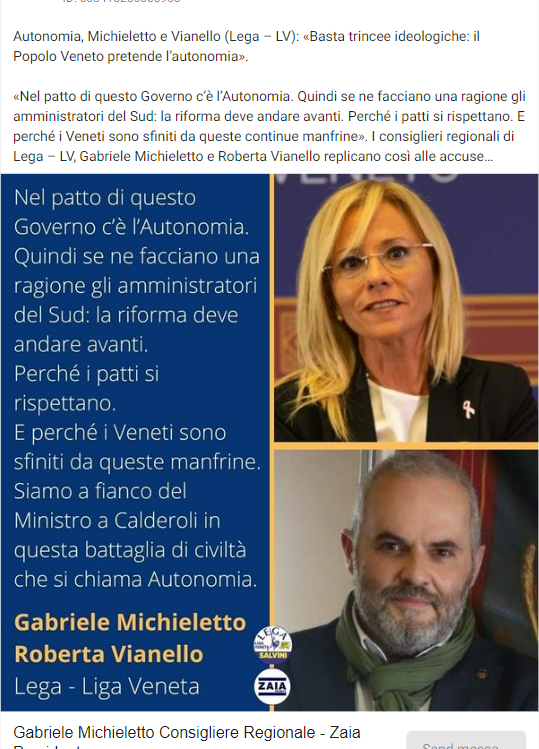 Autonomia, Michieletto e Vianello (Lega – LV): «Basta trincee ideologiche: il
Popolo Veneto pretende l'autonomia».
«Nel patto di questo Governo c'è l'Autonomia. Quindi se ne facciano una ragione gli
amministratori del Sud: la riforma deve andare avanti. Perché i patti si rispettano. E
perché i Veneti sono sfiniti da queste continue manfrine». I consiglieri regionali di
Lega – LV, Gabriele Michieletto e Roberta Vianello replicano così alle accuse...
Nel patto di questo
Governo c'è l'Autonomia.
Quindi se ne facciano una
ragione gli amministratori
del Sud: la riforma deve
andare avanti.
Perché i patti si
rispettano.
E perché i Veneti sono
sfiniti da queste manfrine.
Siamo a fianco del
Ministro a Calderoli in
questa battaglia di civiltà
che si chiama Autonomia.
Gabriele Michieletto
Roberta Vianello
Lega - Liga Veneta
LEGA
SALVINI
ZAIA
Gabriele Michieletto Consigliere Regionale - Zaia